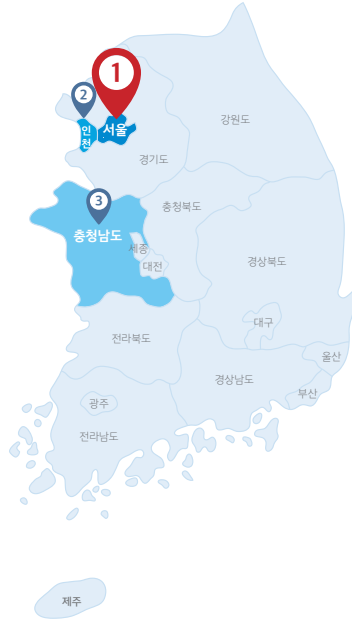 1
2
인
천
서울
강원도
경기도
3
충청남도
충청북도
세종
대전
경상북도
대구
전라북도
울산
경상남도
부산
광주
전라남도
제주